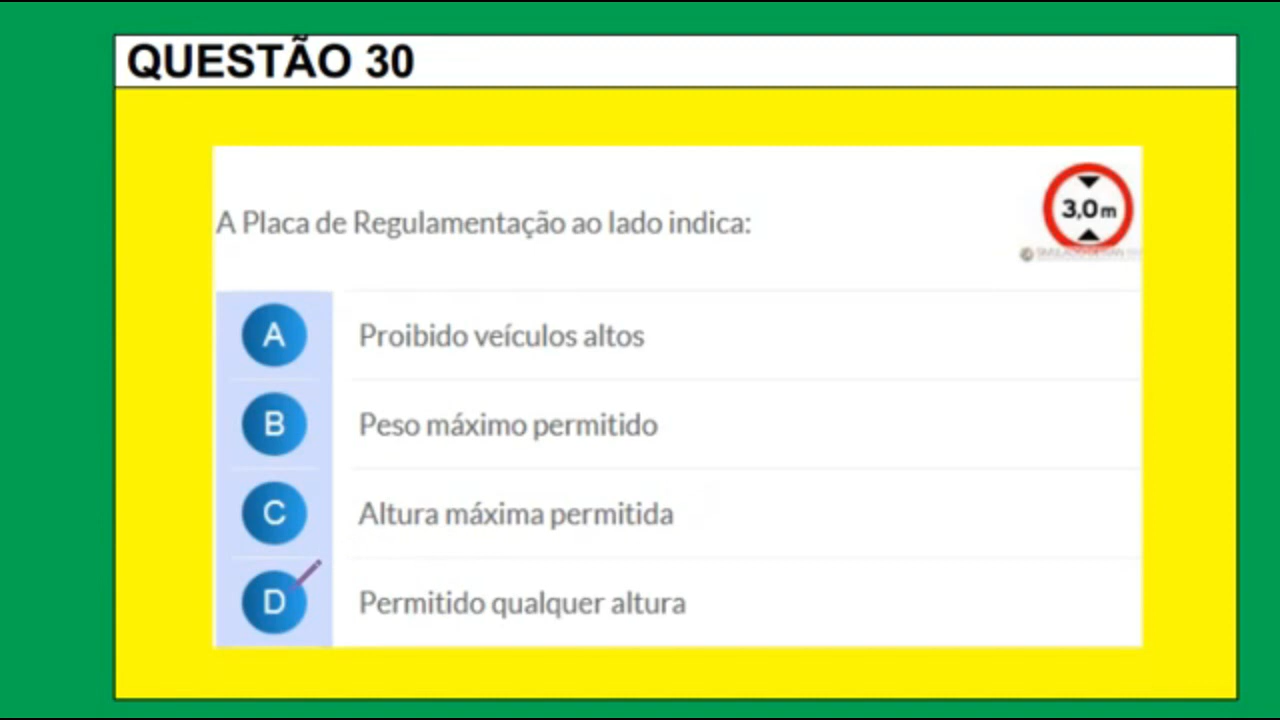 QUESTÃO 30
A Placa de Regulamentação ao lado indica:
3,0m
A Proibido veículos altos
B Peso máximo permitido
C Altura máxima permitida
D Permitido qualquer altura